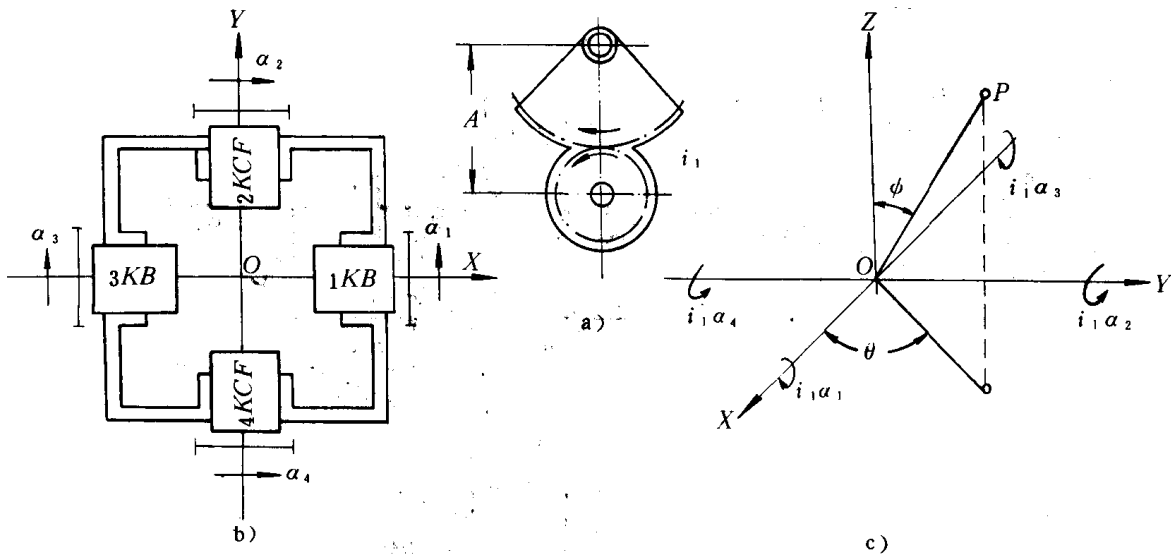 Y
α₂
2KCF
α₃
3KB
O
1KB
α₁
X
4KCF
α₄
b)
A
i₁
a)
Z
P
φ
i₁α₃
O
Y
i₁α₄
i₁α₂
θ
i₁α₁
X
c)